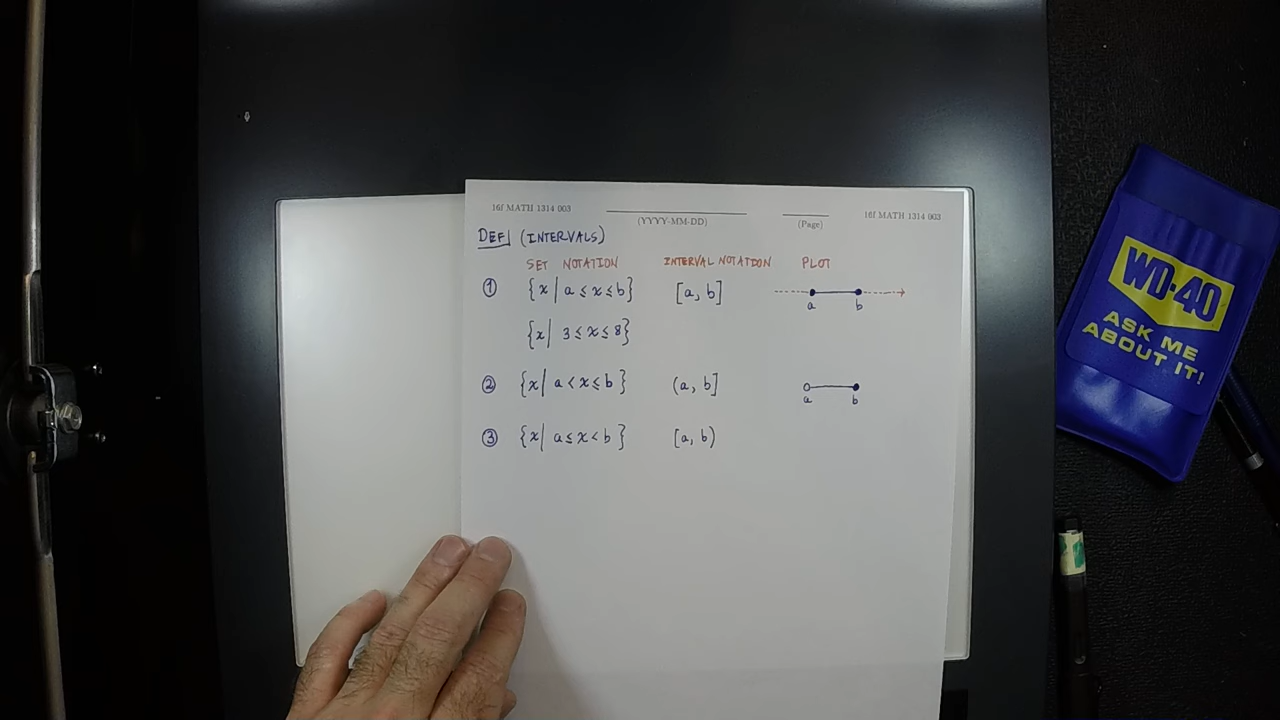 16f MATH 1314 003 (YYYY-MM-DD) (Page) 16f MATH 1314 003
DEF (INTERVALS)
SET NOTATION INTERVAL NOTATION PLOT
① {x | a ≤ x ≤ b} [a, b]
a b
{x | 3 ≤ x ≤ 8}
② {x | a < x ≤ b} (a, b]
a b
③ {x | a ≤ x < b} [a, b)
WD-40
ASK ME
ABOUT IT!